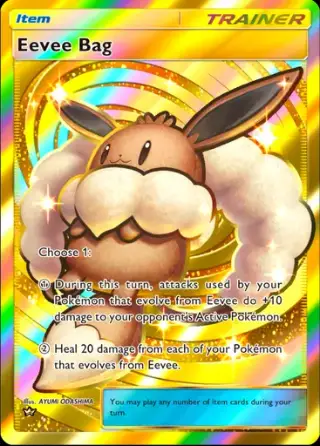 Item
TRAINER
Eevee Bag
Choose 1:
① During this turn, attacks used by your
Pokémon that evolve from Eevee do +10
damage to your opponent's Active Pokémon.
② Heal 20 damage from each of your Pokémon
that evolves from Eevee.
Illus. AYUMI ODASHIMA
You may play any number of Item cards during your
turn.